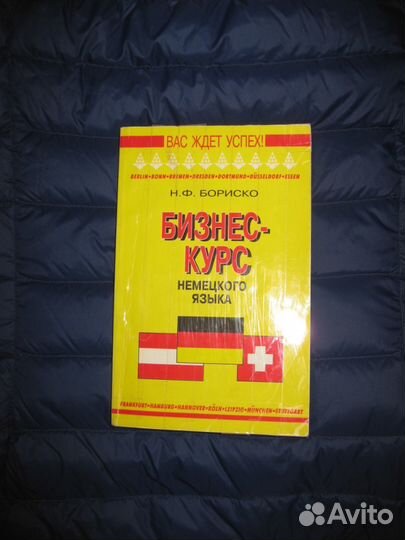 ВАС ЖДЕТ УСПЕХ!
BERLIN•BONN•BREMEN•DRESDEN•DORTMUND•DÜSSELDORF•ESSEN
Н.Ф. БОРИСКО
БИЗНЕС-
КУРС
НЕМЕЦКОГО
ЯЗЫКА
FRANKFURT•HAMBURG•HANNOVER•KÖLN•LEIPZIG•MÜNCHEN•STUTTGART
Avito